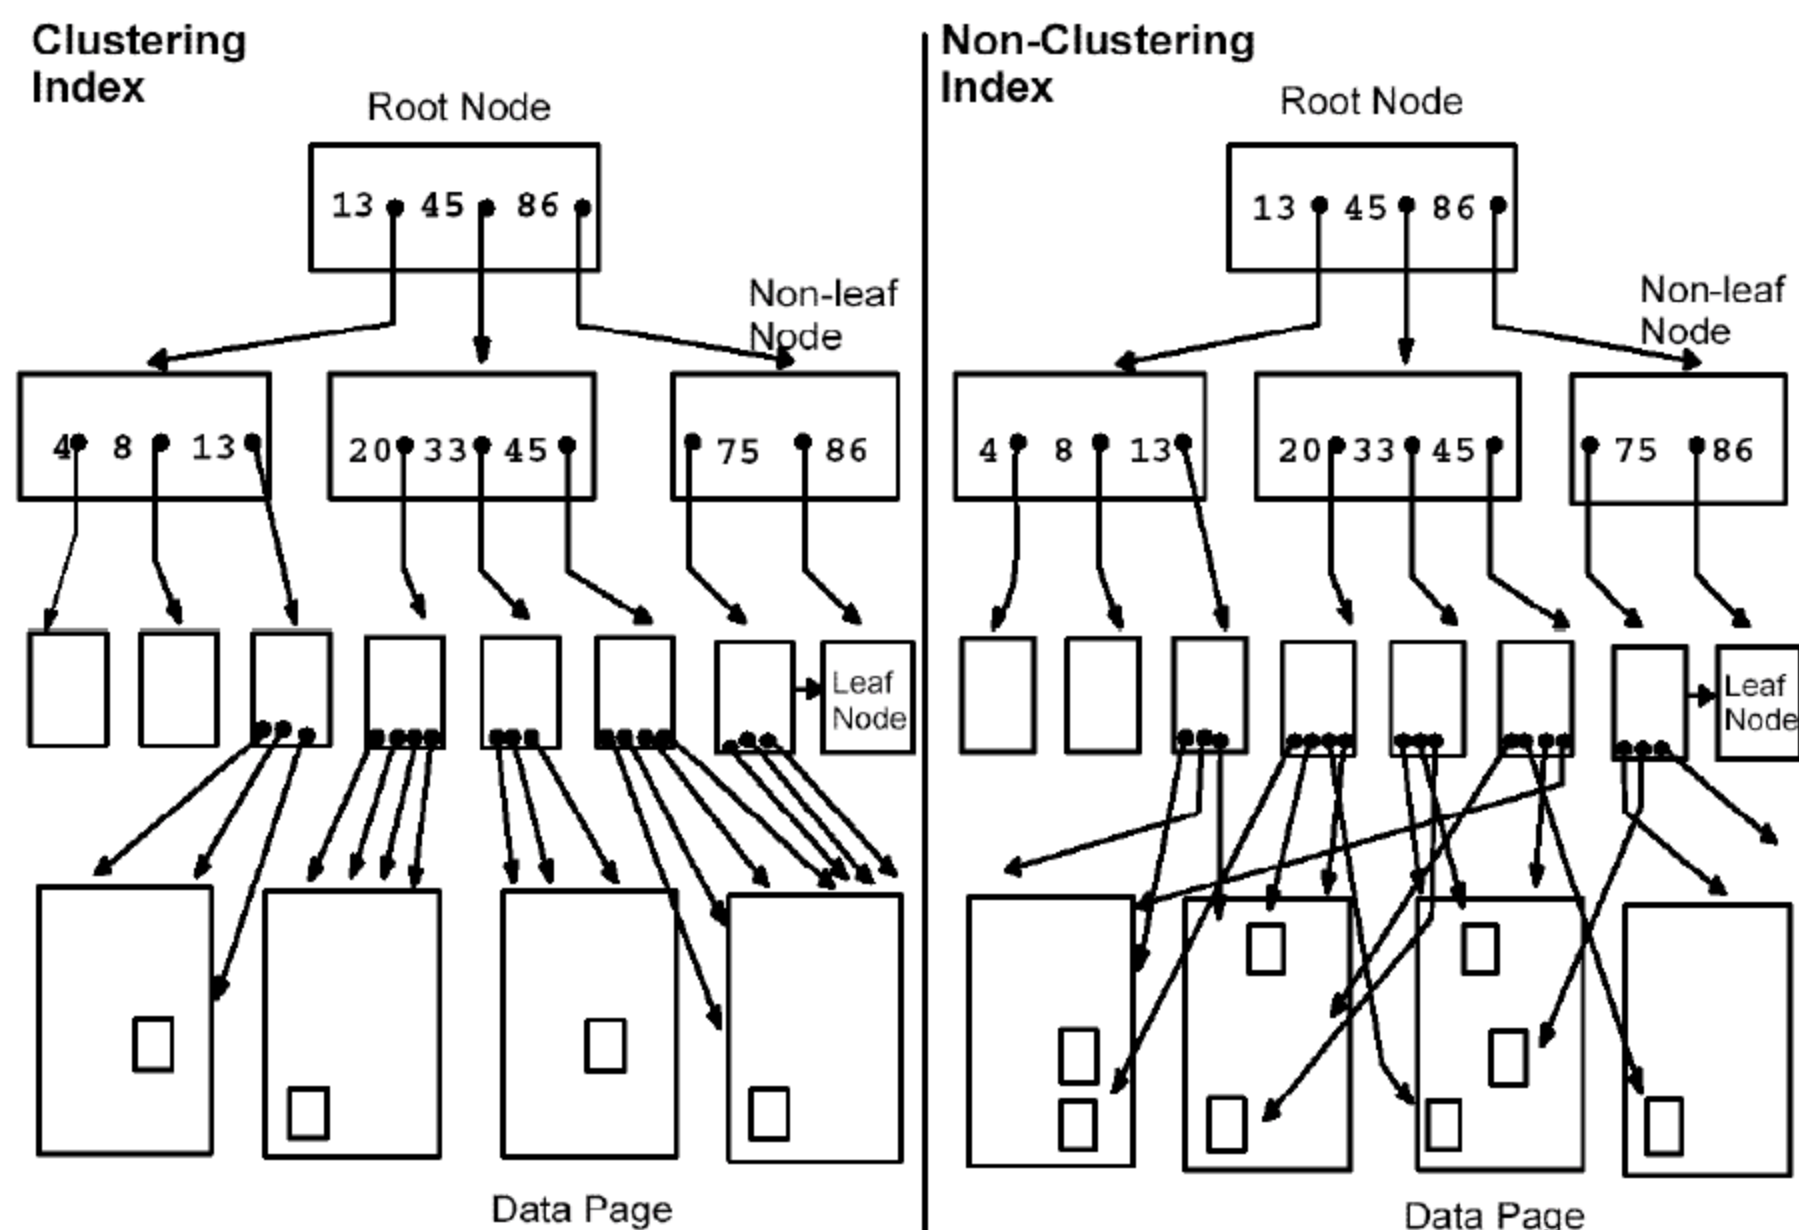 Clustering
Index
Root Node
13 45 86
Non-leaf
Node
4 8 13
20 33 45
75 86
Leaf
Node
Data Page
Non-Clustering
Index
Root Node
13 45 86
Non-leaf
Node
4 8 13
20 33 45
75 86
Leaf
Node
Data Page